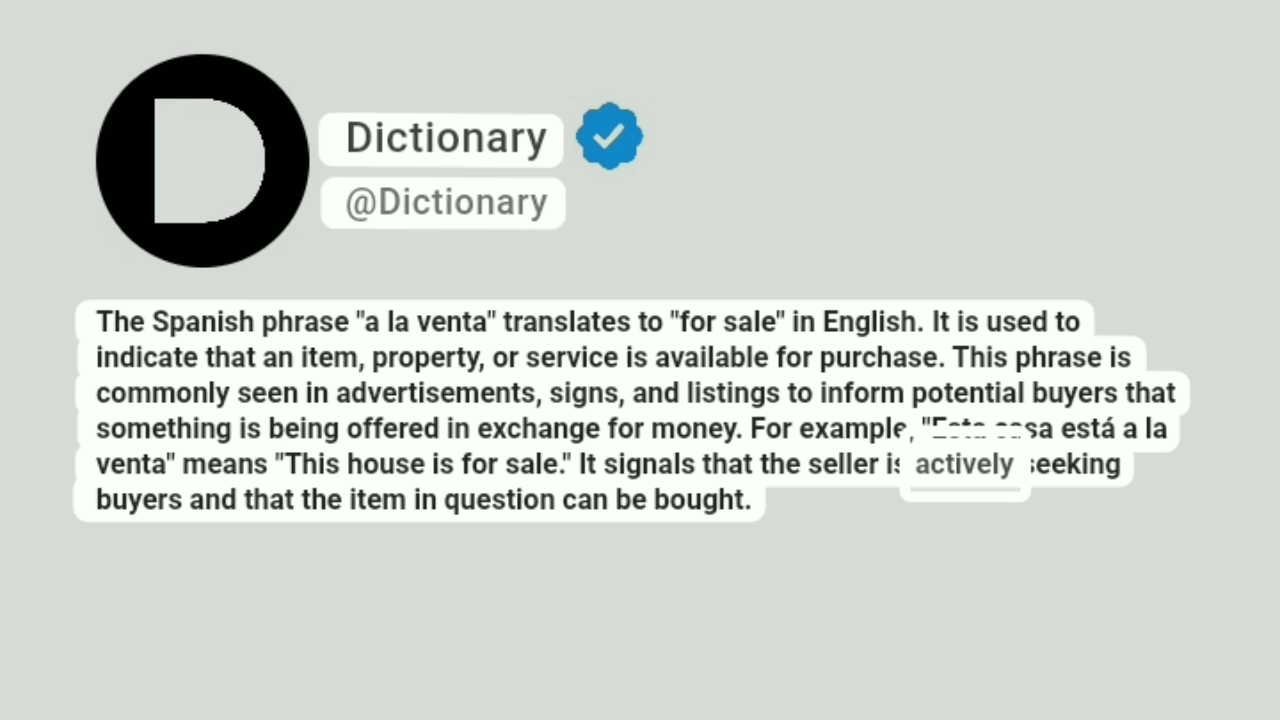 D
Dictionary
@Dictionary
The Spanish phrase "a la venta" translates to "for sale" in English. It is used to
indicate that an item, property, or service is available for purchase. This phrase is
commonly seen in advertisements, signs, and listings to inform potential buyers that
something is being offered in exchange for money. For example, "Esta casa está a la
venta" means "This house is for sale." It signals that the seller is actively seeking
buyers and that the item in question can be bought.